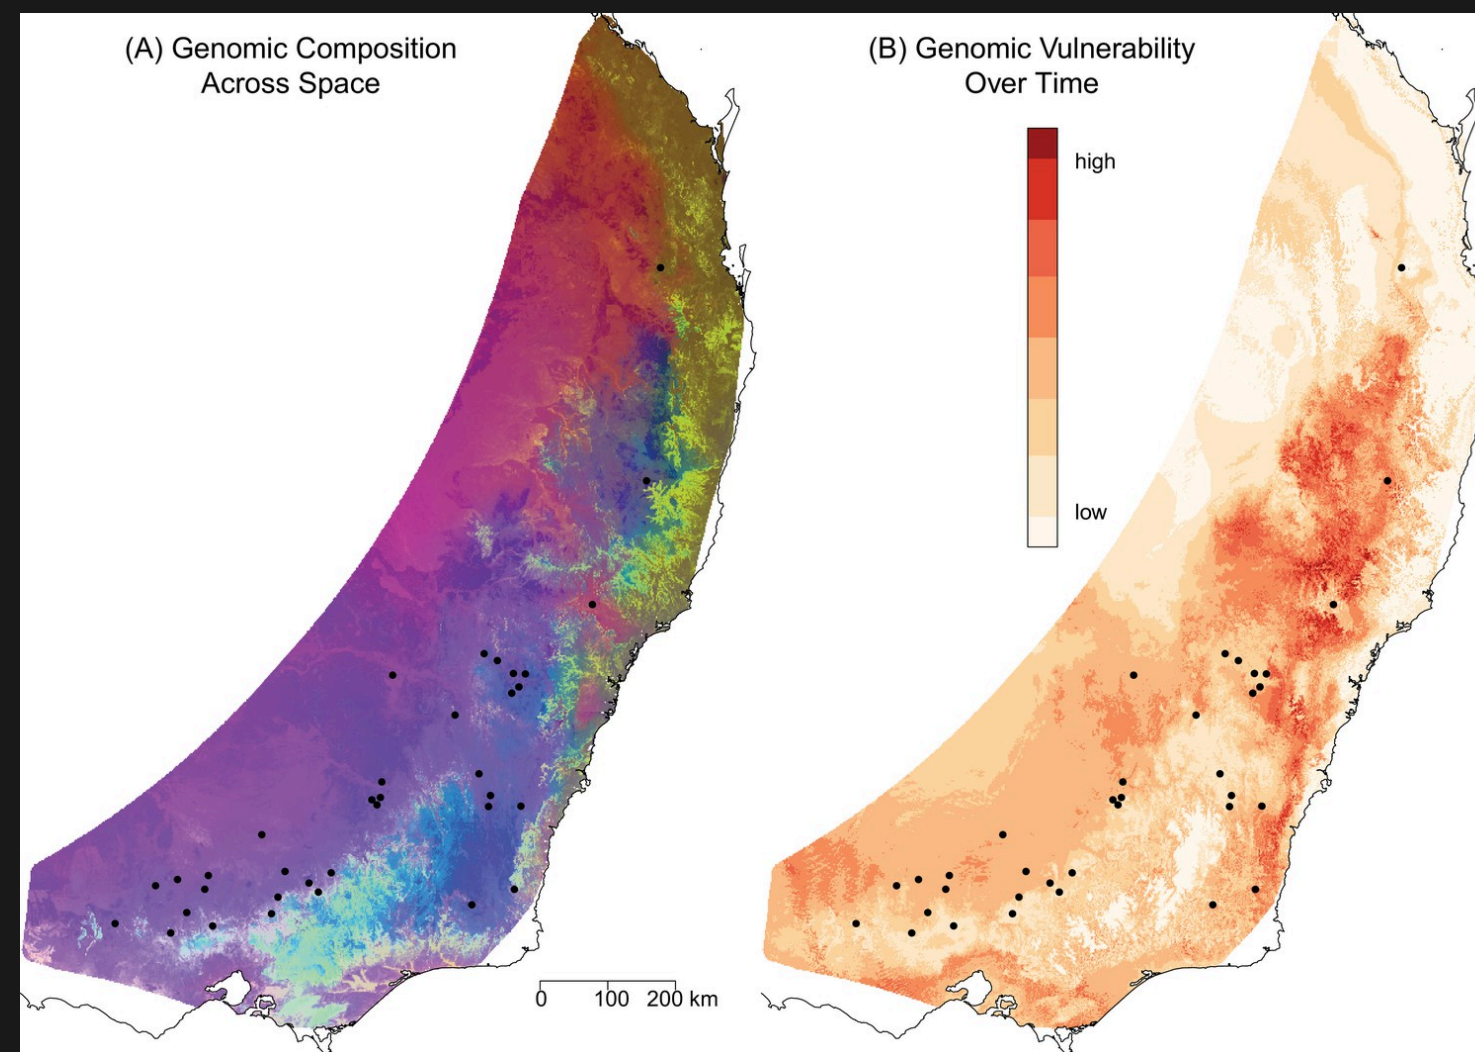 (A) Genomic Composition
Across Space
(B) Genomic Vulnerability
Over Time
high
low
0 100 200 km